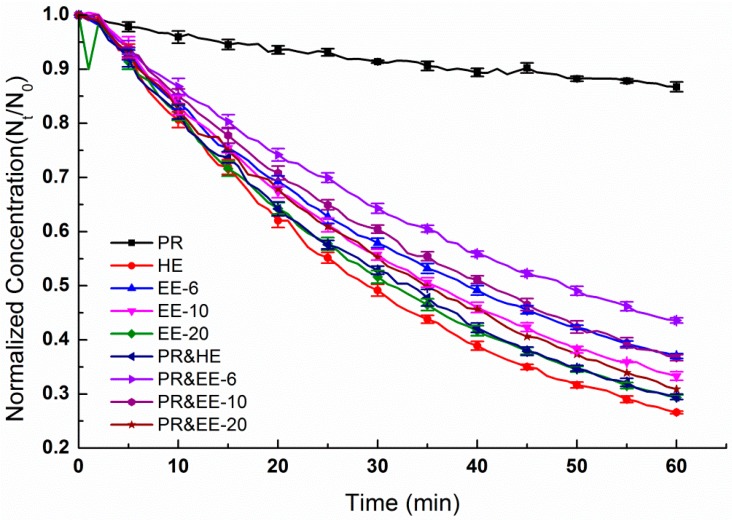 1.0
0.9
0.8
0.7
0.6
0.5
0.4
0.3
0.2
Normalized Concentration(Nt/N0)
PR
HE
EE-6
EE-10
EE-20
PR&HE
PR&EE-6
PR&EE-10
PR&EE-20
0 10 20 30 40 50 60
Time (min)